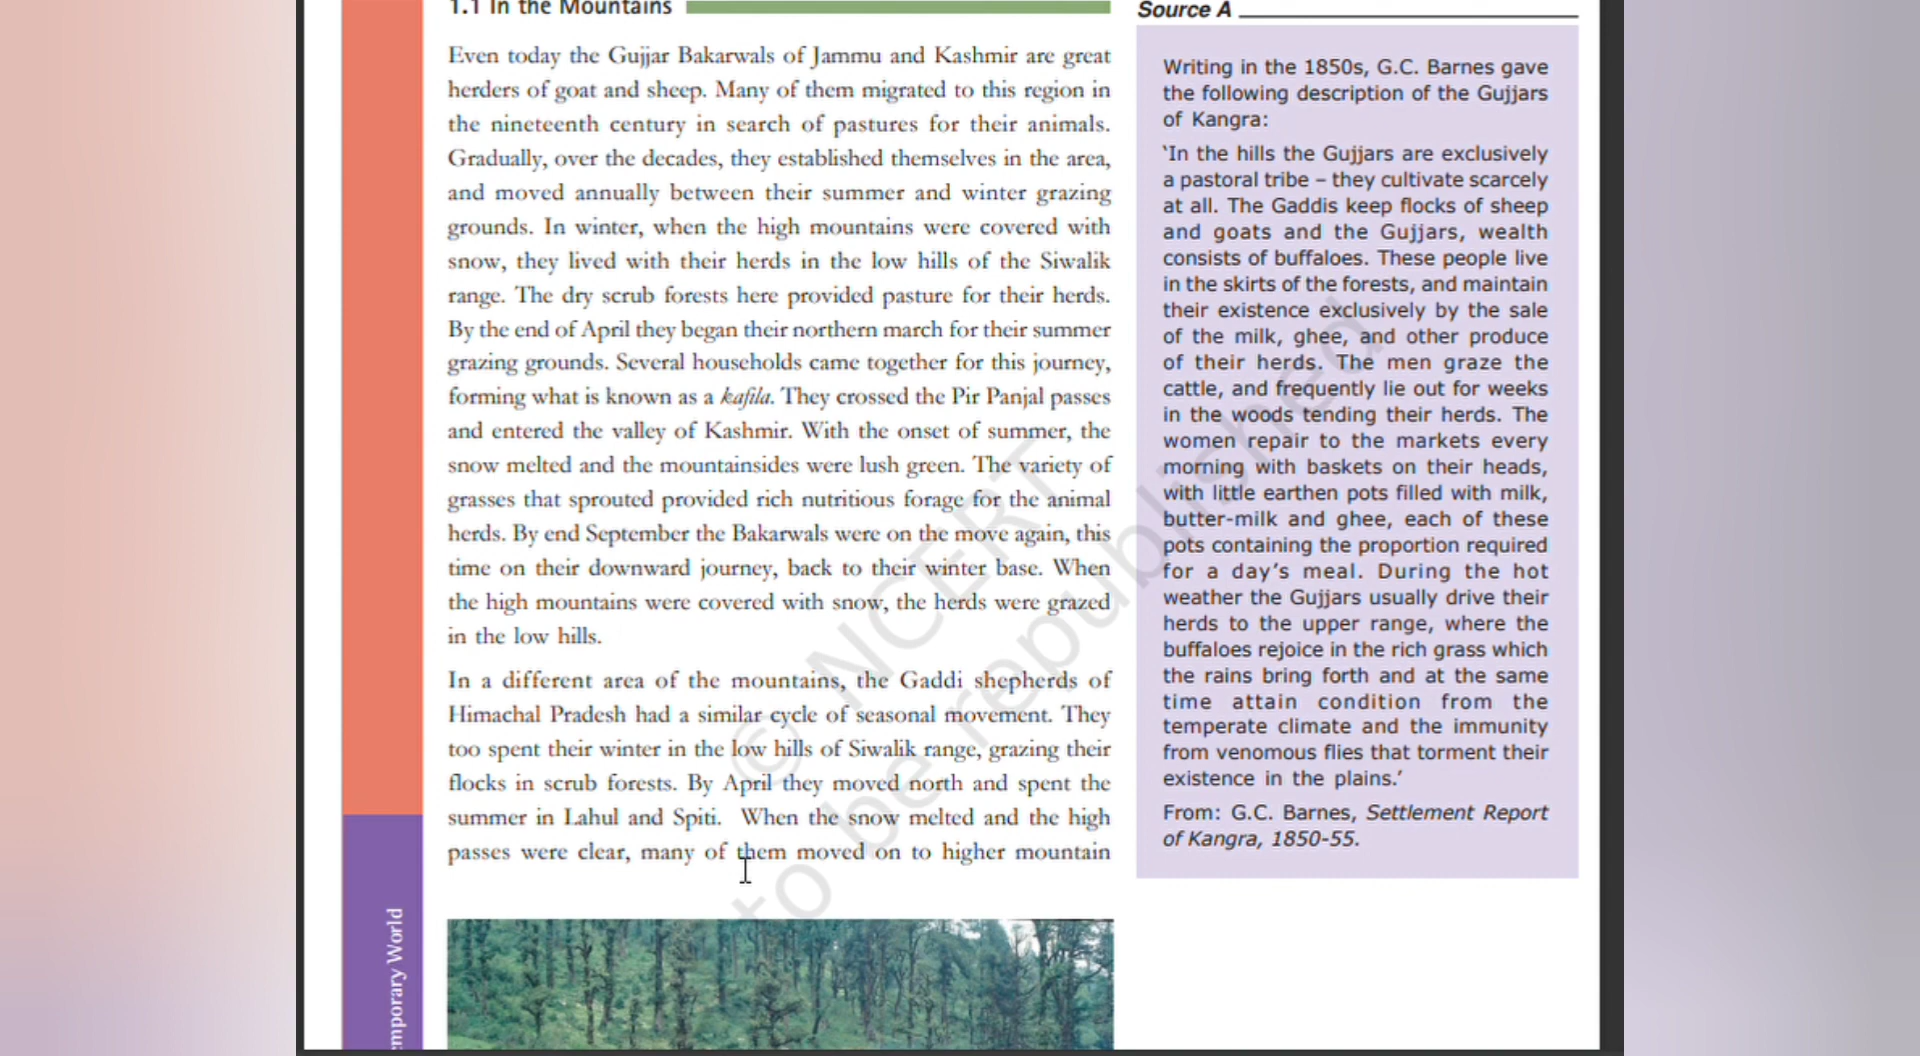 1.1 In the Mountains
Even today the Gujjar Bakarwals of Jammu and Kashmir are great
herders of goat and sheep. Many of them migrated to this region in
the nineteenth century in search of pastures for their animals.
Gradually, over the decades, they established themselves in the area,
and moved annually between their summer and winter grazing
grounds. In winter, when the high mountains were covered with
snow, they lived with their herds in the low hills of the Siwalik
range. The dry scrub forests here provided pasture for their herds.
By the end of April they began their northern march for their summer
grazing grounds. Several households came together for this journey,
forming what is known as a kafila. They crossed the Pir Panjal passes
and entered the valley of Kashmir. With the onset of summer, the
snow melted and the mountainsides were lush green. The variety of
grasses that sprouted provided rich nutritious forage for the animal
herds. By end September the Bakarwals were on the move again, this
time on their downward journey, back to their winter base. When
the high mountains were covered with snow, the herds were grazed
in the low hills.
In a different area of the mountains, the Gaddi shepherds of
Himachal Pradesh had a similar cycle of seasonal movement. They
too spent their winter in the low hills of Siwalik range, grazing their
flocks in scrub forests. By April they moved north and spent the
summer in Lahul and Spiti. When the snow melted and the high
passes were clear, many of them moved on to higher mountain
Source A
Writing in the 1850s, G.C. Barnes gave
the following description of the Gujjars
of Kangra:
‘In the hills the Gujjars are exclusively
a pastoral tribe – they cultivate scarcely
at all. The Gaddis keep flocks of sheep
and goats and the Gujjars, wealth
consists of buffaloes. These people live
in the skirts of the forests, and maintain
their existence exclusively by the sale
of the milk, ghee, and other produce
of their herds. The men graze the
cattle, and frequently lie out for weeks
in the woods tending their herds. The
women repair to the markets every
morning with baskets on their heads,
with little earthen pots filled with milk,
butter-milk and ghee, each of these
pots containing the proportion required
for a day’s meal. During the hot
weather the Gujjars usually drive their
herds to the upper range, where the
buffaloes rejoice in the rich grass which
the rains bring forth and at the same
time attain condition from the
temperate climate and the immunity
from venomous flies that torment their
existence in the plains.’
From: G.C. Barnes, Settlement Report
of Kangra, 1850-55.
© NCERT
to be republished
emporary World